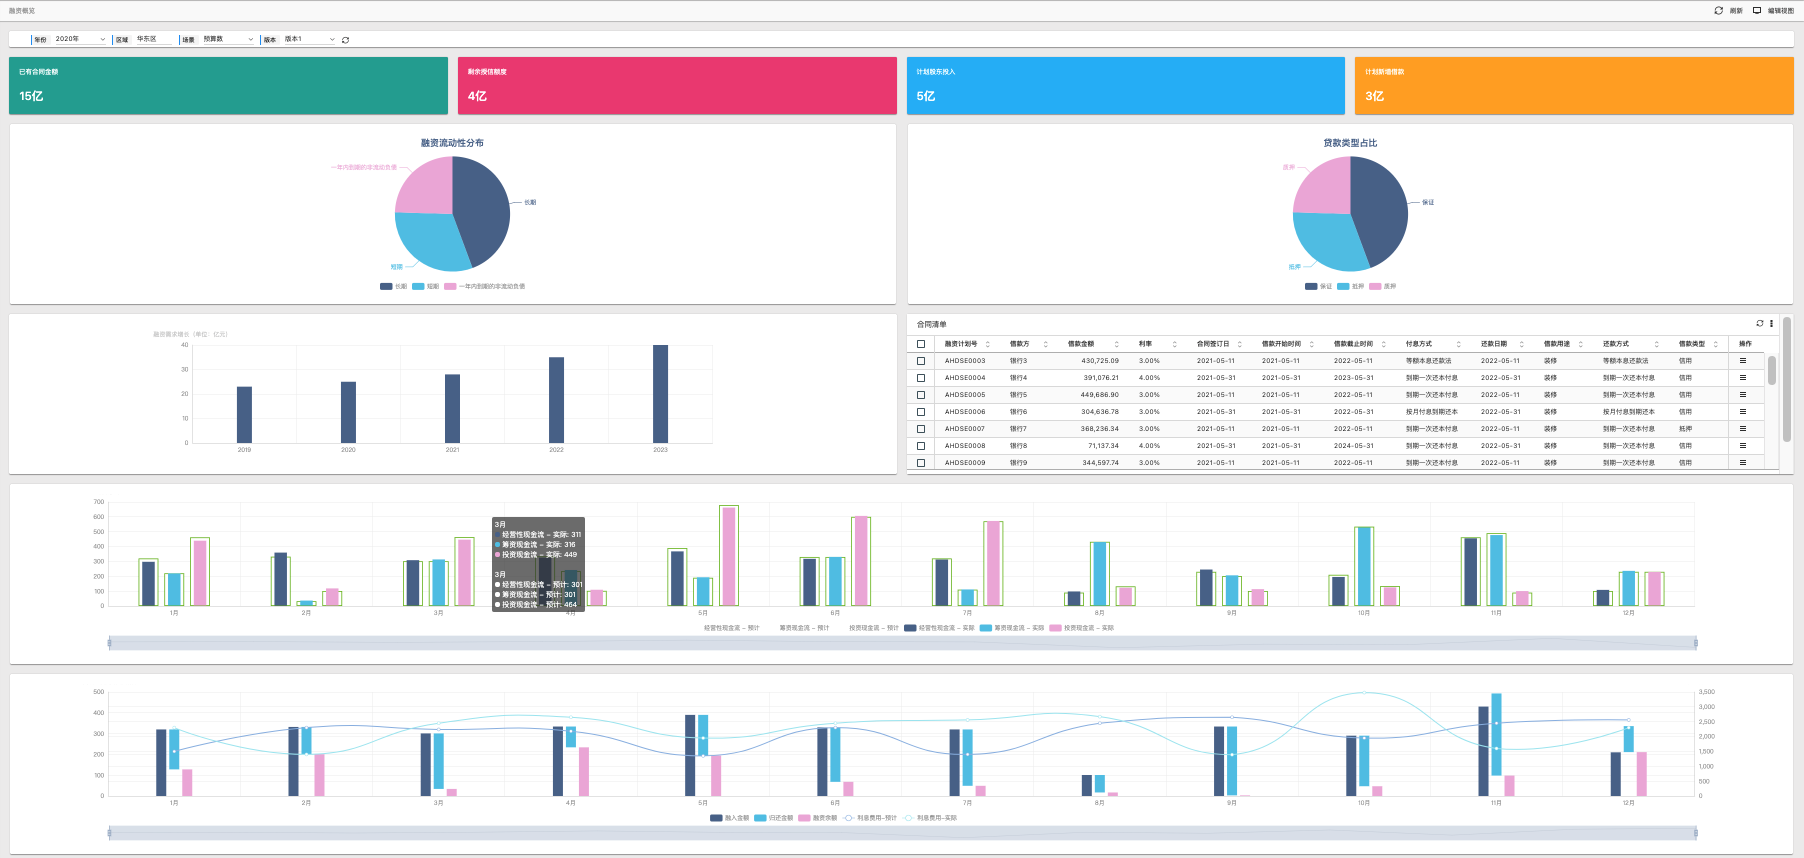 融资概览
刷新 编辑视图
年份 2020年 区域 华东区 场景 预算数 版本 版本1
已有合同金额
15亿
剩余授信额度
4亿
计划股东投入
5亿
计划新增借款
3亿
融资流动性分布
一年内到期的非流动负债
长期
短期
长期 短期 一年内到期的非流动负债
贷款类型占比
质押
保证
抵押
保证 抵押 质押
融资需求增长（单位：亿元）
40
30
20
10
0
2019 2020 2021 2022 2023
合同清单
融资计划号 借款方 借款金额 利率 合同签订日 借款开始时间 借款截止时间 付息方式 还款日期 借款用途 还款方式 借款类型 操作
AHDSE0003 银行3 430,725.09 3.00% 2021-05-11 2021-05-11 2022-05-11 等额本息还款法 2022-05-11 装修 等额本息还款法 信用
AHDSE0004 银行4 391,076.21 4.00% 2021-05-31 2021-05-31 2023-05-31 到期一次还本付息 2022-05-31 装修 到期一次还本付息 信用
AHDSE0005 银行5 449,686.90 3.00% 2021-05-11 2021-05-11 2022-05-11 到期一次还本付息 2022-05-11 装修 到期一次还本付息 信用
AHDSE0006 银行6 304,636.78 3.00% 2021-05-31 2021-05-31 2022-05-31 按月付息到期还本 2022-05-31 装修 按月付息到期还本 信用
AHDSE0007 银行7 368,236.34 3.00% 2021-05-11 2021-05-11 2022-05-11 到期一次还本付息 2022-05-11 装修 到期一次还本付息 抵押
AHDSE0008 银行8 71,137.34 4.00% 2021-05-31 2021-05-31 2024-05-31 到期一次还本付息 2022-05-31 装修 到期一次还本付息 信用
AHDSE0009 银行9 344,597.74 3.00% 2021-05-11 2021-05-11 2022-05-11 到期一次还本付息 2022-05-11 装修 到期一次还本付息 信用
700
600
500
400
300
200
100
0
3月
经营性现金流 - 实际: 311
筹资现金流 - 实际: 316
投资现金流 - 实际: 449
3月
经营性现金流 - 预计: 301
筹资现金流 - 预计: 301
投资现金流 - 预计: 464
1月 2月 3月 4月 5月 6月 7月 8月 9月 10月 11月 12月
经营性现金流 - 预计 筹资现金流 - 预计 投资现金流 - 预计 经营性现金流 - 实际 筹资现金流 - 实际 投资现金流 - 实际
500
400
300
200
100
0
3,500
3,000
2,500
2,000
1,500
1,000
500
0
1月 2月 3月 4月 5月 6月 7月 8月 9月 10月 11月 12月
融入金额 归还金额 融资余额 利息费用-预计 利息费用-实际